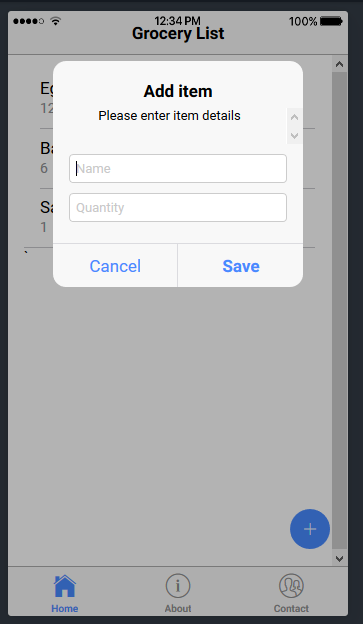 12:34 PM 100%
Grocery List
Add item
Please enter item details
Eg
12
Ba
6
Sa
1
`
Name
Quantity
Cancel Save
+
Home About Contact